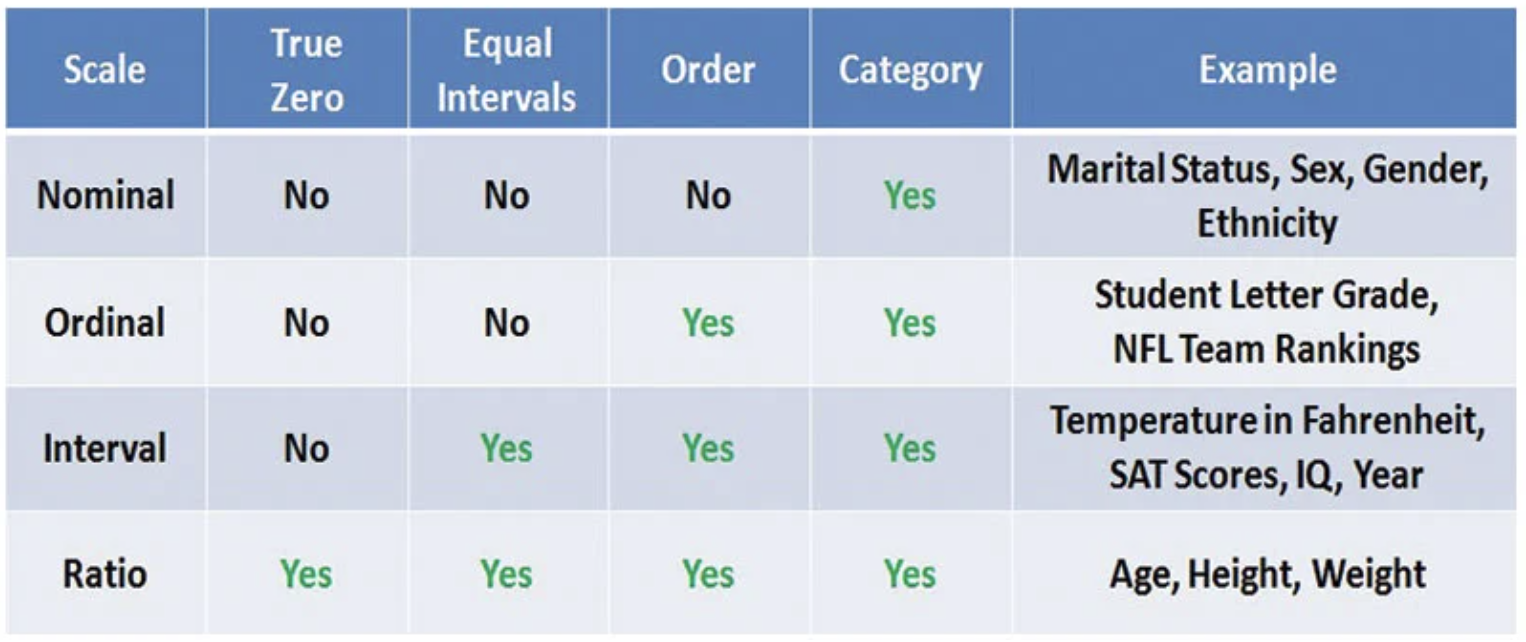 Scale True Zero Equal Intervals Order Category Example
Nominal No No No Yes Marital Status, Sex, Gender, Ethnicity
Ordinal No No Yes Yes Student Letter Grade, NFL Team Rankings
Interval No Yes Yes Yes Temperature in Fahrenheit, SAT Scores, IQ, Year
Ratio Yes Yes Yes Yes Age, Height, Weight